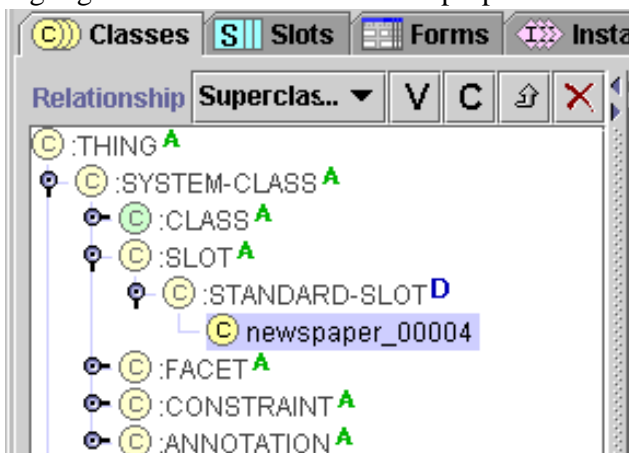 C Classes S Slots Forms I Insta
Relationship Superclas... V C
C :THING A
C :SYSTEM-CLASS A
C :CLASS A
C :SLOT A
C :STANDARD-SLOT D
C newspaper_00004
C :FACET A
C :CONSTRAINT A
C :ANNOTATION A